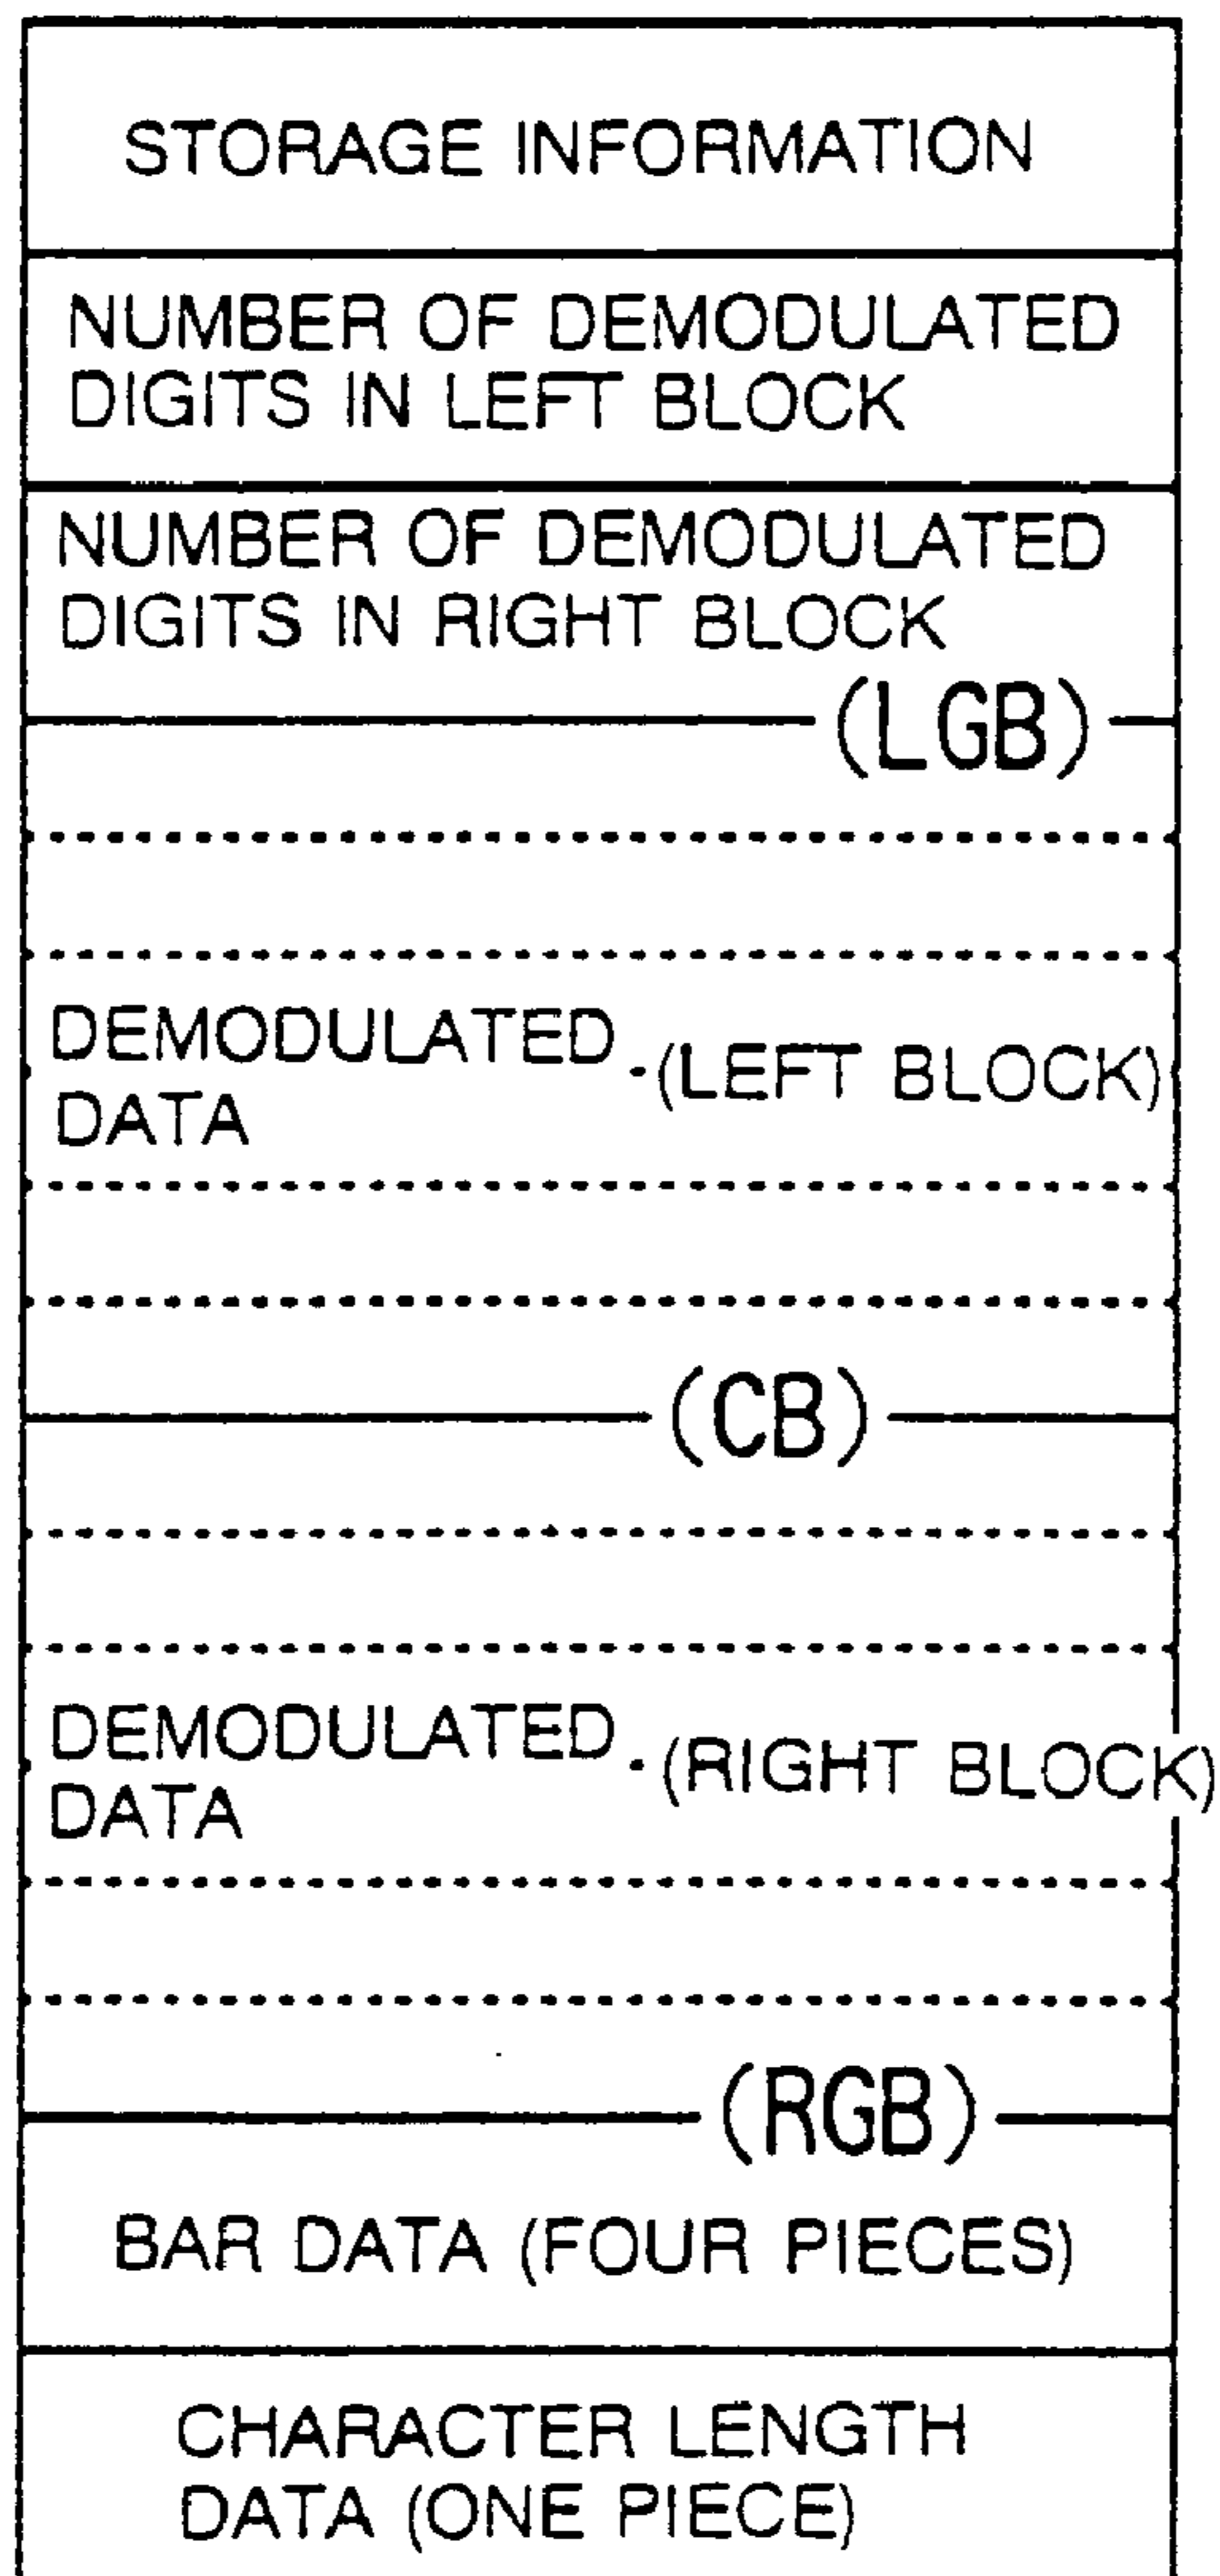 STORAGE INFORMATION
NUMBER OF DEMODULATED
DIGITS IN LEFT BLOCK
NUMBER OF DEMODULATED
DIGITS IN RIGHT BLOCK
(LGB)
DEMODULATED
DATA
(LEFT BLOCK)
(CB)
DEMODULATED
DATA
(RIGHT BLOCK)
(RGB)
BAR DATA (FOUR PIECES)
CHARACTER LENGTH
DATA (ONE PIECE)